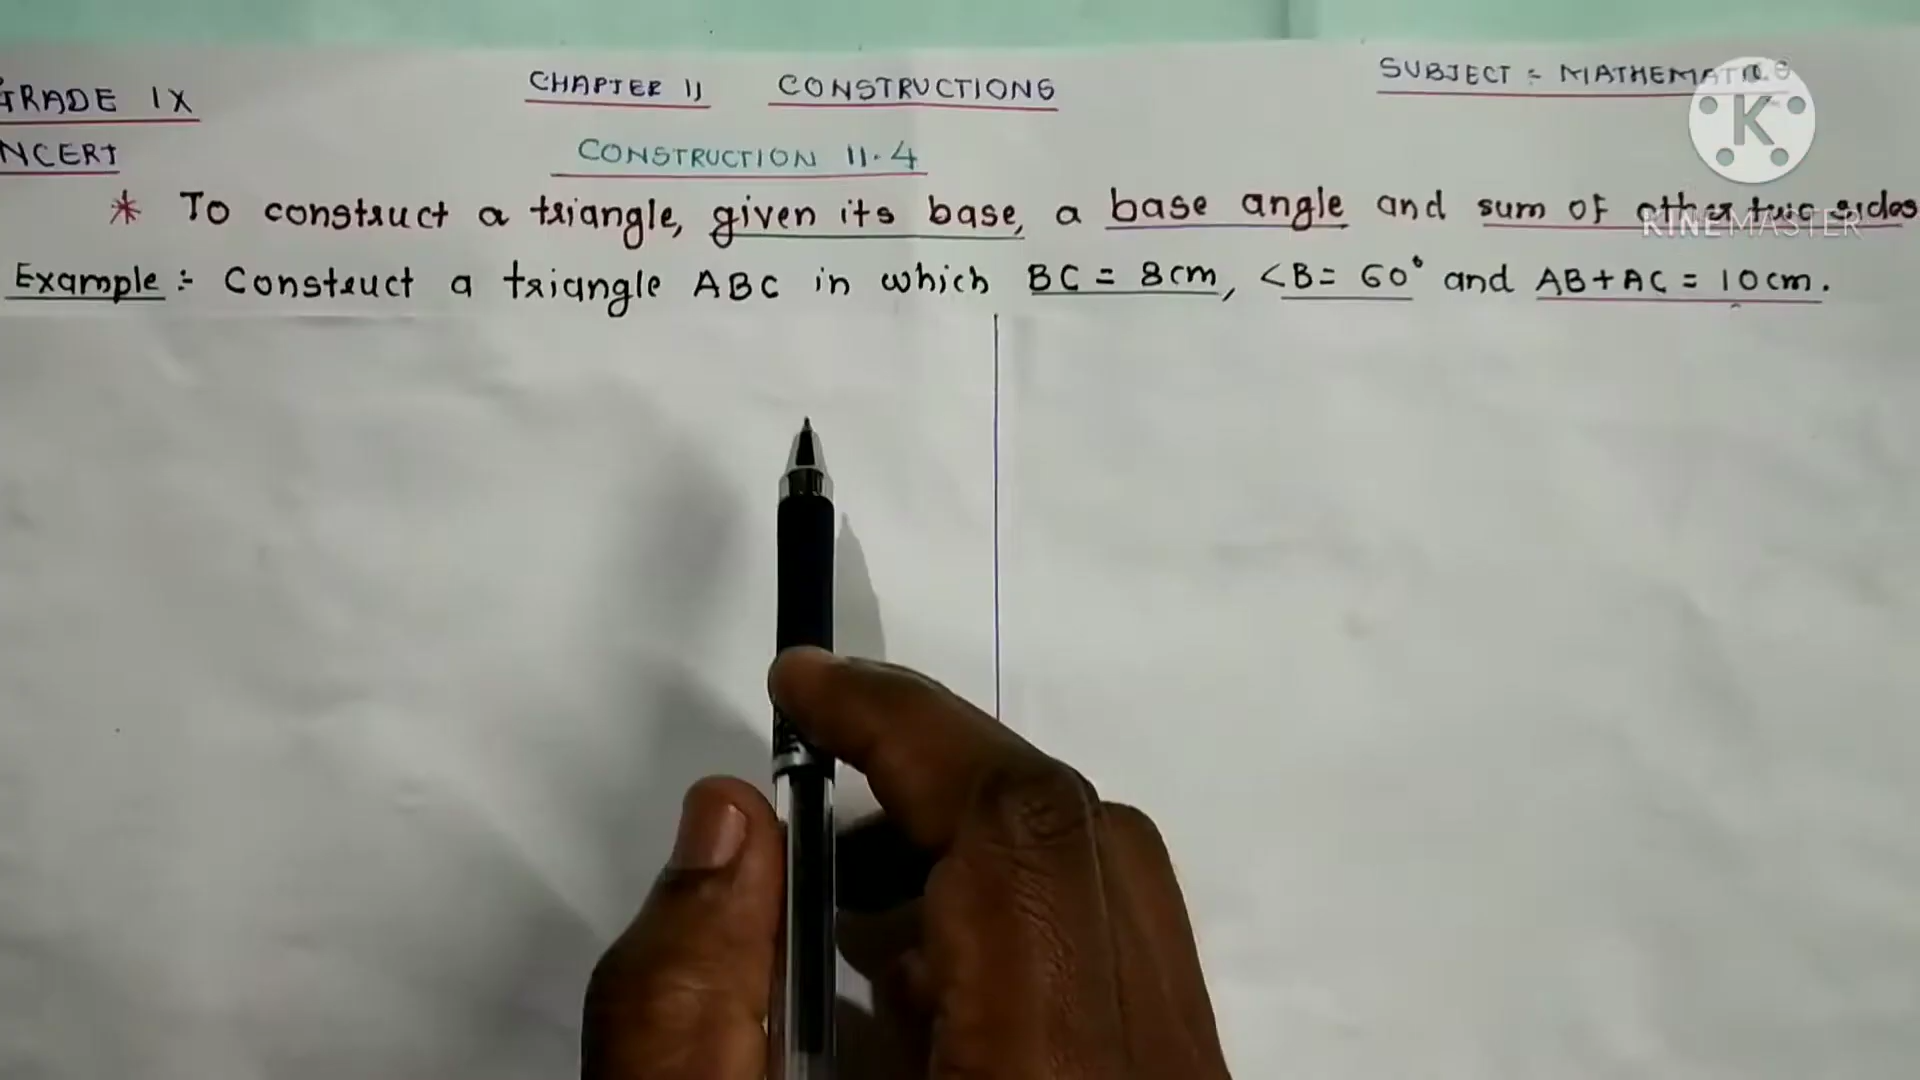 GRADE IX CHAPTER 11 CONSTRUCTIONS SUBJECT :- MATHEMATICS
NCERT CONSTRUCTION 11.4
K
* To construct a triangle, given its base, a base angle and sum of other two sides
KINEMASTER
Example :- Construct a triangle ABC in which BC = 8cm, <B= 60° and AB+AC = 10cm.